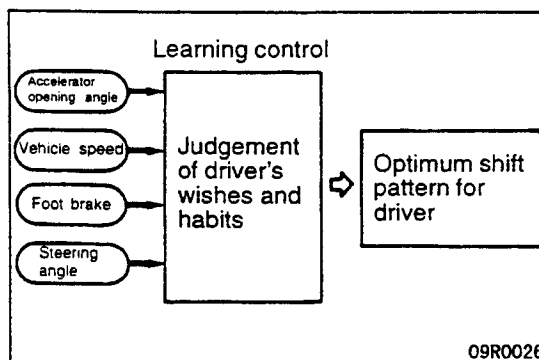 Learning control
Accelerator
opening angle
Vehicie speed
Foot brake
Steering
angle
Judgement
of driver's
wishes and
habits
Optimum shift
pattern for
driver
09R0026